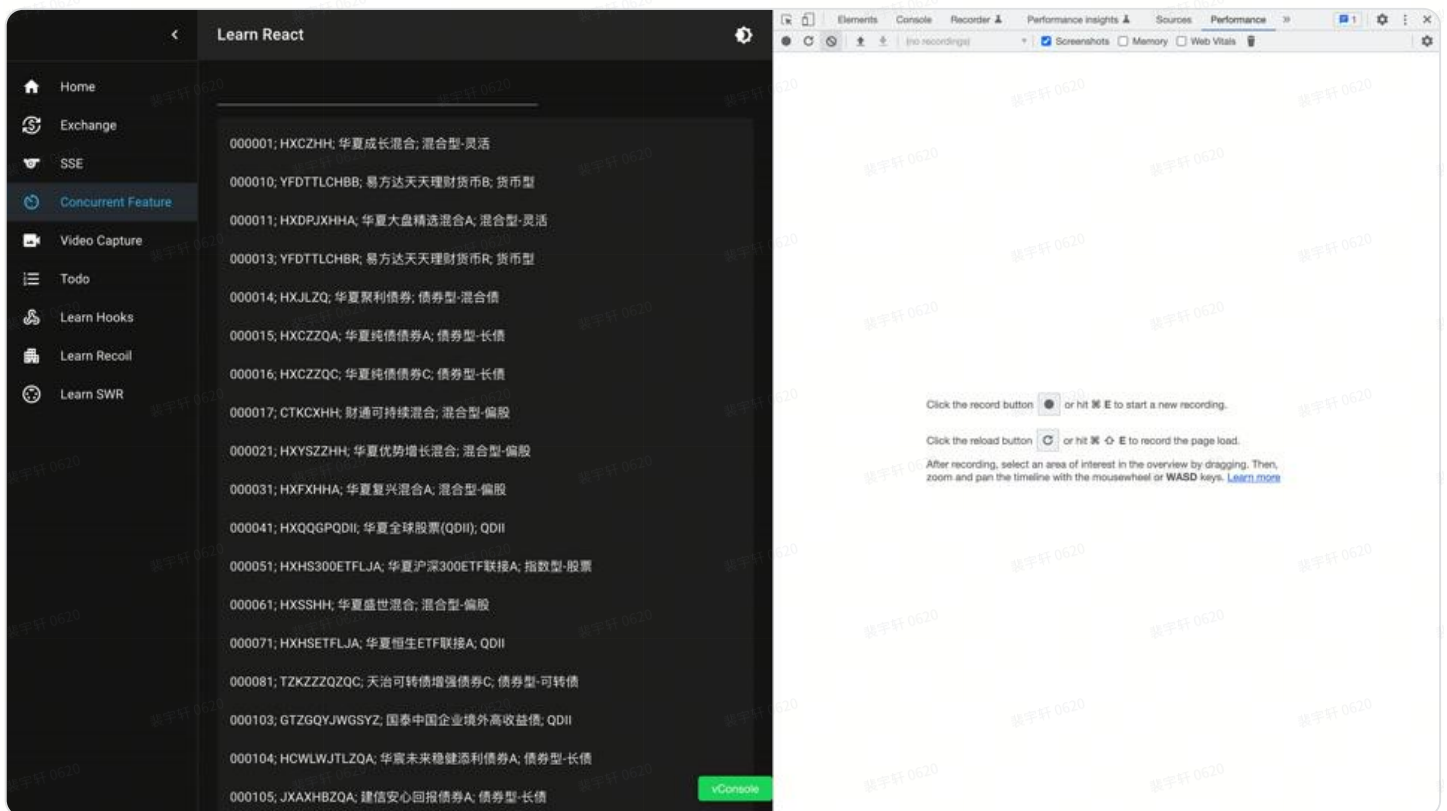 Learn React
Home
Exchange
SSE
Concurrent Feature
Video Capture
Todo
Learn Hooks
Learn Recoil
Learn SWR
000001; HXCZHH; 华夏成长混合; 混合型-灵活
000010; YFDTTLCHBB; 易方达天天理财货币B; 货币型
000011; HXDPJXHHA; 华夏大盘精选混合A; 混合型-灵活
000013; YFDTTLCHBR; 易方达天天理财货币R; 货币型
000014; HXJLZQ; 华夏聚利债券; 债券型-混合债
000015; HXCZZQA; 华夏纯债债券A; 债券型-长债
000016; HXCZZQC; 华夏纯债债券C; 债券型-长债
000017; CTKCXHH; 财通可持续混合; 混合型-偏股
000021; HXYSZZHH; 华夏优势增长混合; 混合型-偏股
000031; HXFXHHA; 华夏复兴混合A; 混合型-偏股
000041; HXQQGPQDII; 华夏全球股票(QDII); QDII
000051; HXHS300ETFLJA; 华夏沪深300ETF联接A; 指数型-股票
000061; HXSSHH; 华夏盛世混合; 混合型-偏股
000071; HXHSETFLJA; 华夏恒生ETF联接A; QDII
000081; TZKZZZQZQC; 天治可转债增强债券C; 债券型-可转债
000103; GTZGQYJWGSYZ; 国泰中国企业境外高收益债; QDII
000104; HCWLWJTLZQA; 华宸未来稳健添利债券A; 债券型-长债
000105; JXAXHBZQA; 建信安心回报债券A; 债券型-长债
vConsole
Elements Console Recorder Performance insights Sources Performance » 1
(no recordings) Screenshots Memory Web Vitals
Click the record button or hit ⌘ E to start a new recording.
Click the reload button or hit ⌘ ⇧ E to record the page load.
After recording, select an area of interest in the overview by dragging. Then,
zoom and pan the timeline with the mousewheel or WASD keys. Learn more